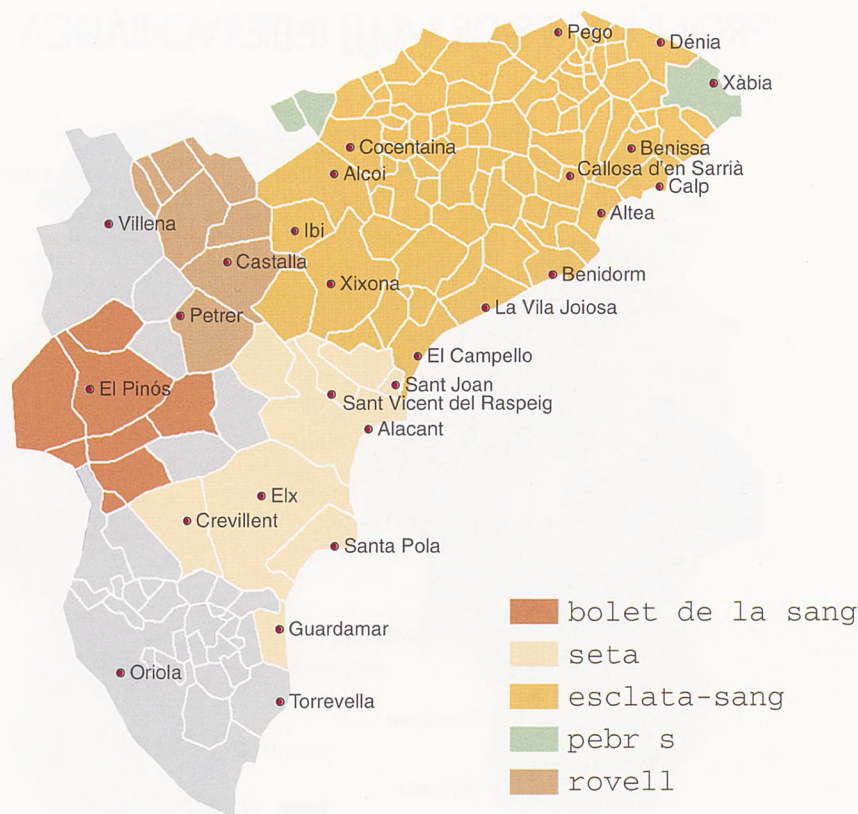 Pego
Dénia
Xàbia
Cocentaina
Benissa
Alcoi
Callosa d'en Sarrià
Calp
Altea
Villena
Ibi
Castalla
Xixona
Benidorm
La Vila Joiosa
Petrer
El Campello
El Pinós
Sant Joan
Sant Vicent del Raspeig
Alacant
Elx
Crevillent
Santa Pola
Guardamar
Oriola
Torrevella
bolet de la sang
seta
esclata-sang
pebr s
rovell